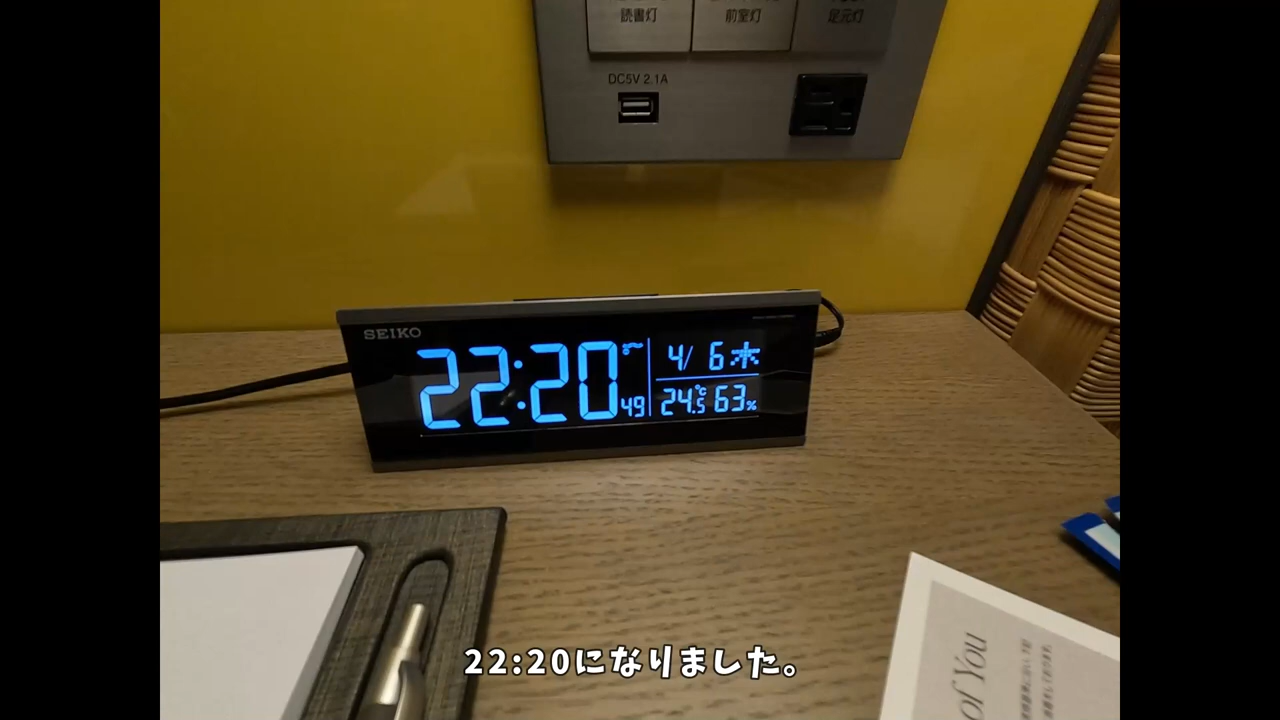 読書灯
前室灯
足元灯
DC5V 2.1A
SEIKO
22:20 49
4/ 6 木
24.5℃ 63%
of You
22:20になりました。